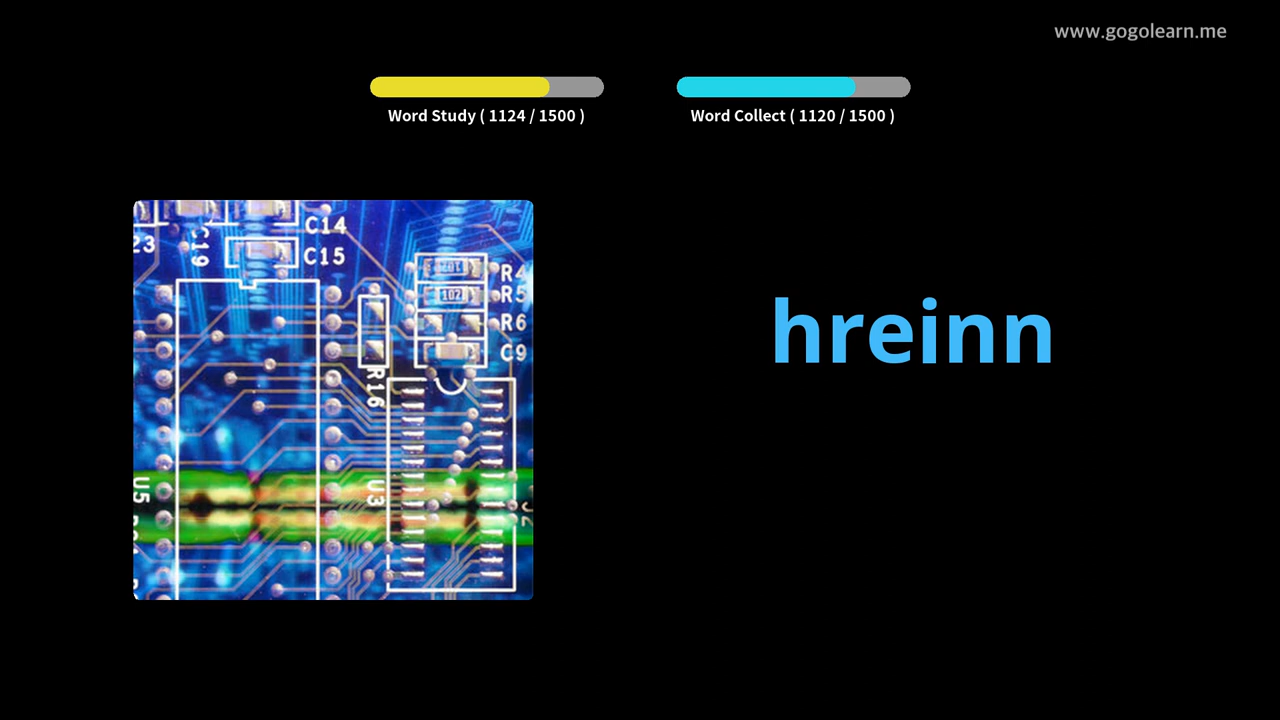 www.gogolearn.me
Word Study ( 1124 / 1500 )
Word Collect ( 1120 / 1500 )
hreinn
C14
23
C19
C15
R4
102
R5
R6
C9
R16
U5
U3